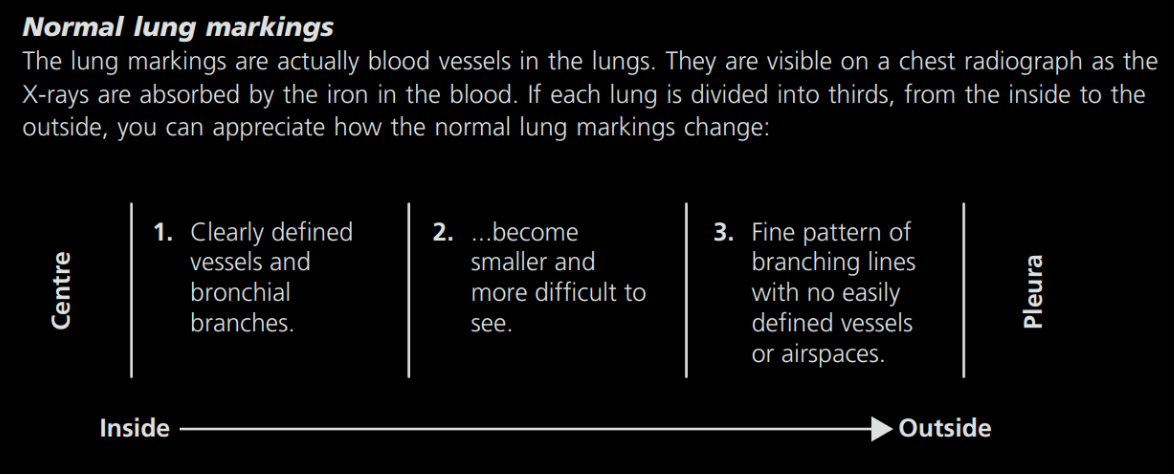 Normal lung markings
The lung markings are actually blood vessels in the lungs. They are visible on a chest radiograph as the
X-rays are absorbed by the iron in the blood. If each lung is divided into thirds, from the inside to the
outside, you can appreciate how the normal lung markings change:
Centre
1. Clearly defined
vessels and
bronchial
branches.
2. ...become
smaller and
more difficult to
see.
3. Fine pattern of
branching lines
with no easily
defined vessels
or airspaces.
Pleura
Inside
Outside